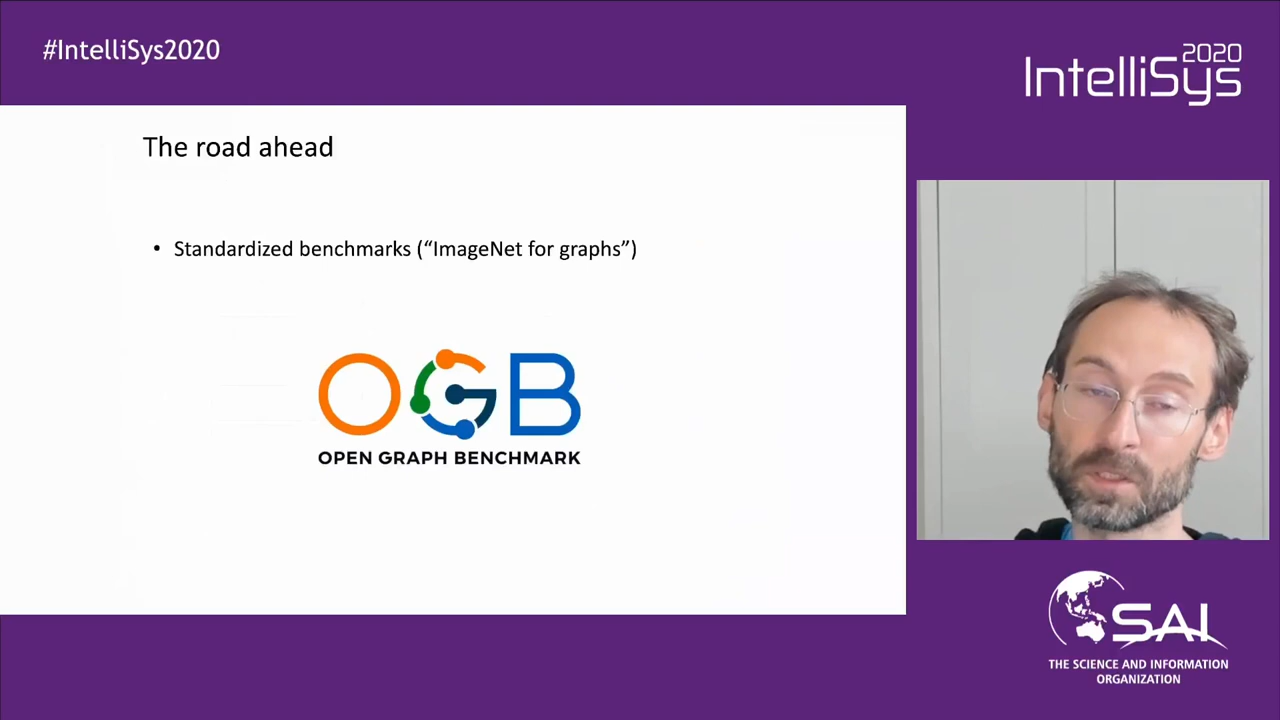 #IntelliSys2020
2020
IntelliSys
The road ahead
• Standardized benchmarks (“ImageNet for graphs”)
OGB
OPEN GRAPH BENCHMARK
SAI
THE SCIENCE AND INFORMATION
ORGANIZATION